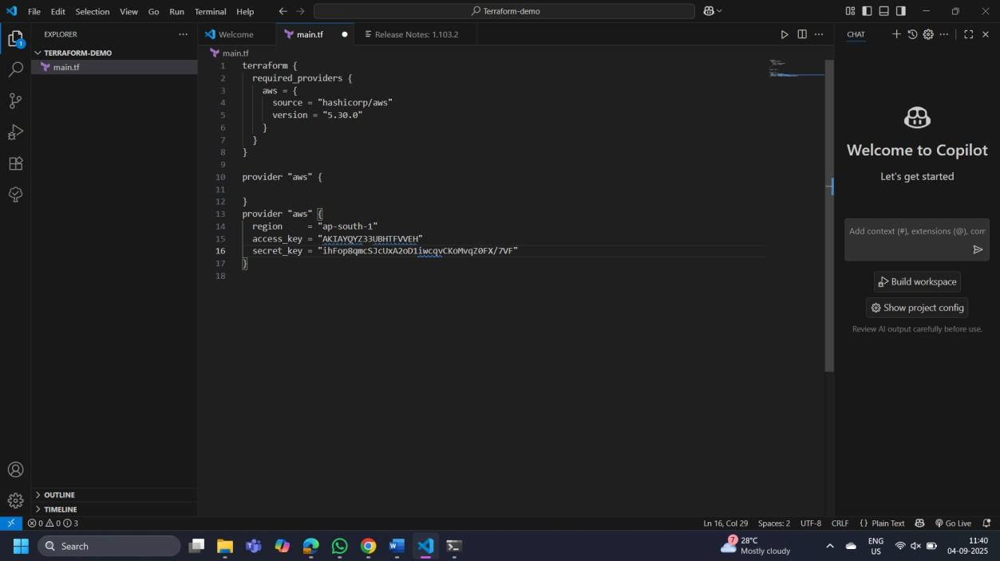 File Edit Selection View Go Run Terminal Help
Terraform-demo
EXPLORER
TERRAFORM-DEMO
main.tf
1
Welcome
main.tf
Release Notes: 1.103.2
main.tf
1 terraform {
2 required_providers {
3 aws = {
4 source = "hashicorp/aws"
5 version = "5.30.0"
6 }
7 }
8 }
9
10 provider "aws" {
11
12 }
13 provider "aws" {
14 region = "ap-south-1"
15 access_key = "AKIAYQYZ33UBHTFVVEH"
16 secret_key = "ihFop8qmcSJcUxA2oD1iwcqvCKoMvqZ0FX/7VF"
17 }
18
CHAT
Welcome to Copilot
Let's get started
Add context (#), extensions (@), com
Build workspace
Show project config
Review AI output carefully before use.
OUTLINE
TIMELINE
0 0 3
Ln 16, Col 29 Spaces: 2 UTF-8 CRLF {} Plain Text Go Live
Search
7
28°C
Mostly cloudy
ENG
US
11:40
04-09-2025